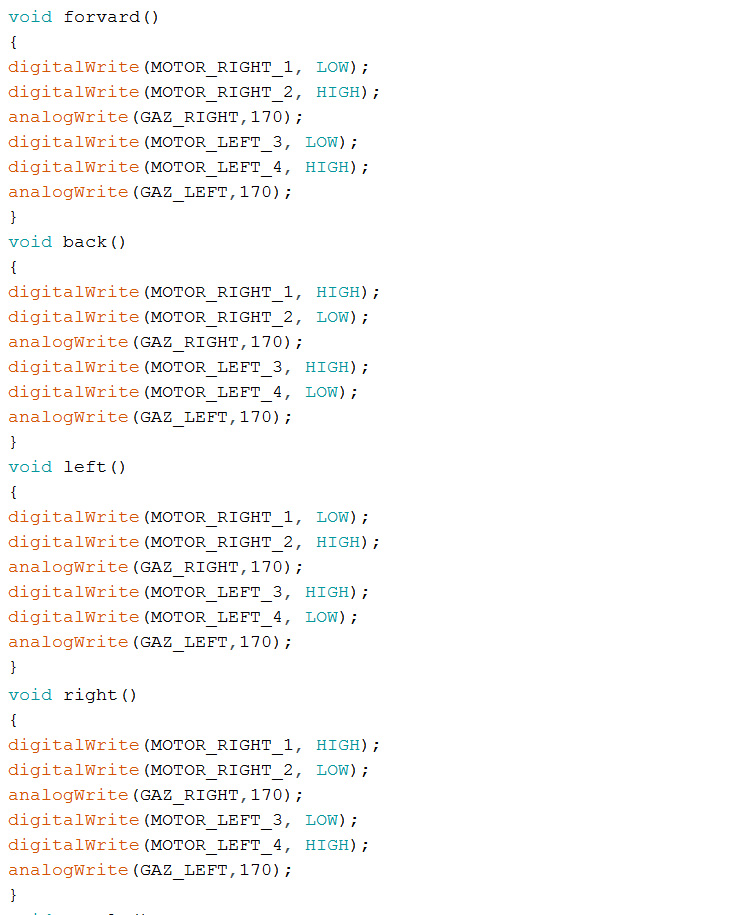 void forvard()
{
digitalWrite(MOTOR_RIGHT_1, LOW);
digitalWrite(MOTOR_RIGHT_2, HIGH);
analogWrite(GAZ_RIGHT,170);
digitalWrite(MOTOR_LEFT_3, LOW);
digitalWrite(MOTOR_LEFT_4, HIGH);
analogWrite(GAZ_LEFT,170);
}
void back()
{
digitalWrite(MOTOR_RIGHT_1, HIGH);
digitalWrite(MOTOR_RIGHT_2, LOW);
analogWrite(GAZ_RIGHT,170);
digitalWrite(MOTOR_LEFT_3, HIGH);
digitalWrite(MOTOR_LEFT_4, LOW);
analogWrite(GAZ_LEFT,170);
}
void left()
{
digitalWrite(MOTOR_RIGHT_1, LOW);
digitalWrite(MOTOR_RIGHT_2, HIGH);
analogWrite(GAZ_RIGHT,170);
digitalWrite(MOTOR_LEFT_3, HIGH);
digitalWrite(MOTOR_LEFT_4, LOW);
analogWrite(GAZ_LEFT,170);
}
void right()
{
digitalWrite(MOTOR_RIGHT_1, HIGH);
digitalWrite(MOTOR_RIGHT_2, LOW);
analogWrite(GAZ_RIGHT,170);
digitalWrite(MOTOR_LEFT_3, LOW);
digitalWrite(MOTOR_LEFT_4, HIGH);
analogWrite(GAZ_LEFT,170);
}